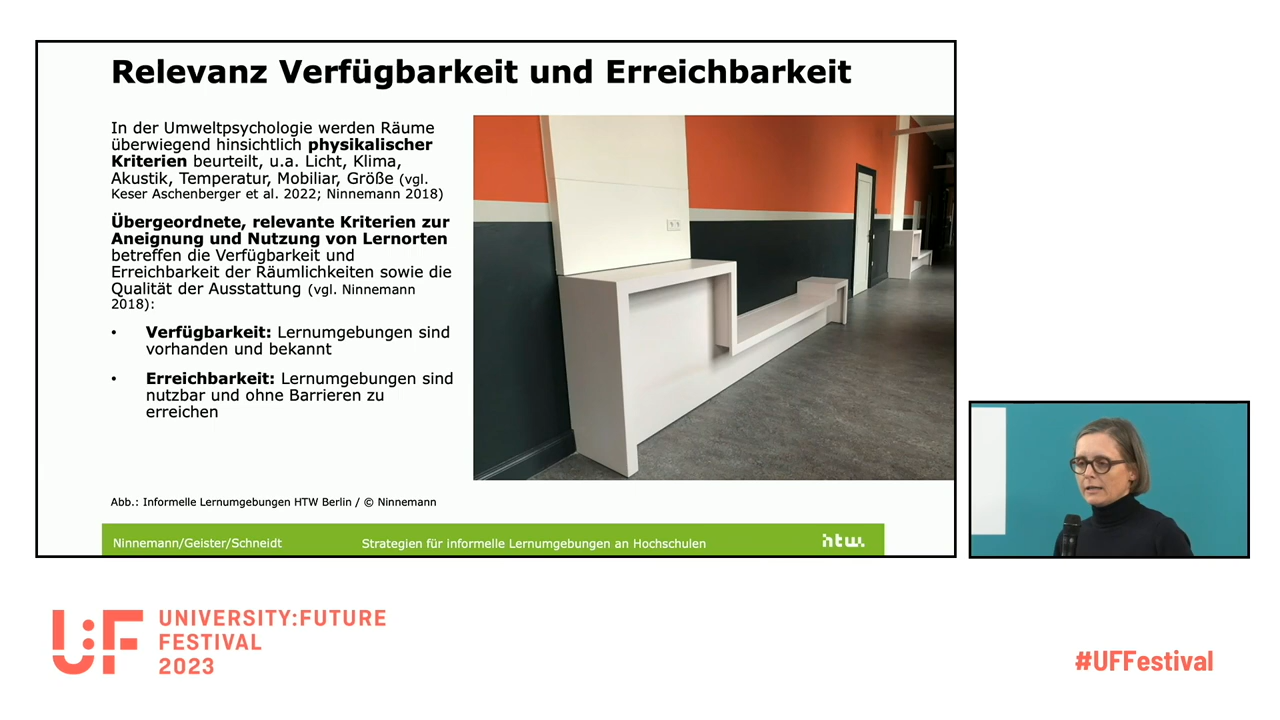 Relevanz Verfügbarkeit und Erreichbarkeit
In der Umweltpsychologie werden Räume
überwiegend hinsichtlich physikalischer
Kriterien beurteilt, u.a. Licht, Klima,
Akustik, Temperatur, Mobiliar, Größe (vgl.
Keser Aschenberger et al. 2022; Ninnemann 2018)
Übergeordnete, relevante Kriterien zur
Aneignung und Nutzung von Lernorten
betreffen die Verfügbarkeit und
Erreichbarkeit der Räumlichkeiten sowie die
Qualität der Ausstattung (vgl. Ninnemann
2018):
• Verfügbarkeit: Lernumgebungen sind
vorhanden und bekannt
• Erreichbarkeit: Lernumgebungen sind
nutzbar und ohne Barrieren zu
erreichen
Abb.: Informelle Lernumgebungen HTW Berlin / © Ninnemann
Ninnemann/Geister/Schneidt
Strategien für informelle Lernumgebungen an Hochschulen
htw.
U:F
UNIVERSITY:FUTURE
FESTIVAL
2023
#UFFestival